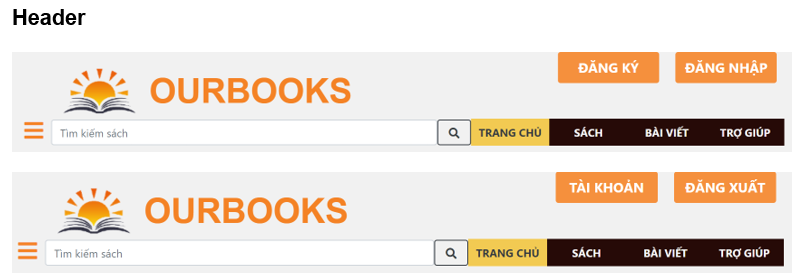 Header
ĐĂNG KÝ ĐĂNG NHẬP
OURBOOKS
Tìm kiếm sách TRANG CHỦ SÁCH BÀI VIẾT TRỢ GIÚP
TÀI KHOẢN ĐĂNG XUẤT
OURBOOKS
Tìm kiếm sách TRANG CHỦ SÁCH BÀI VIẾT TRỢ GIÚP